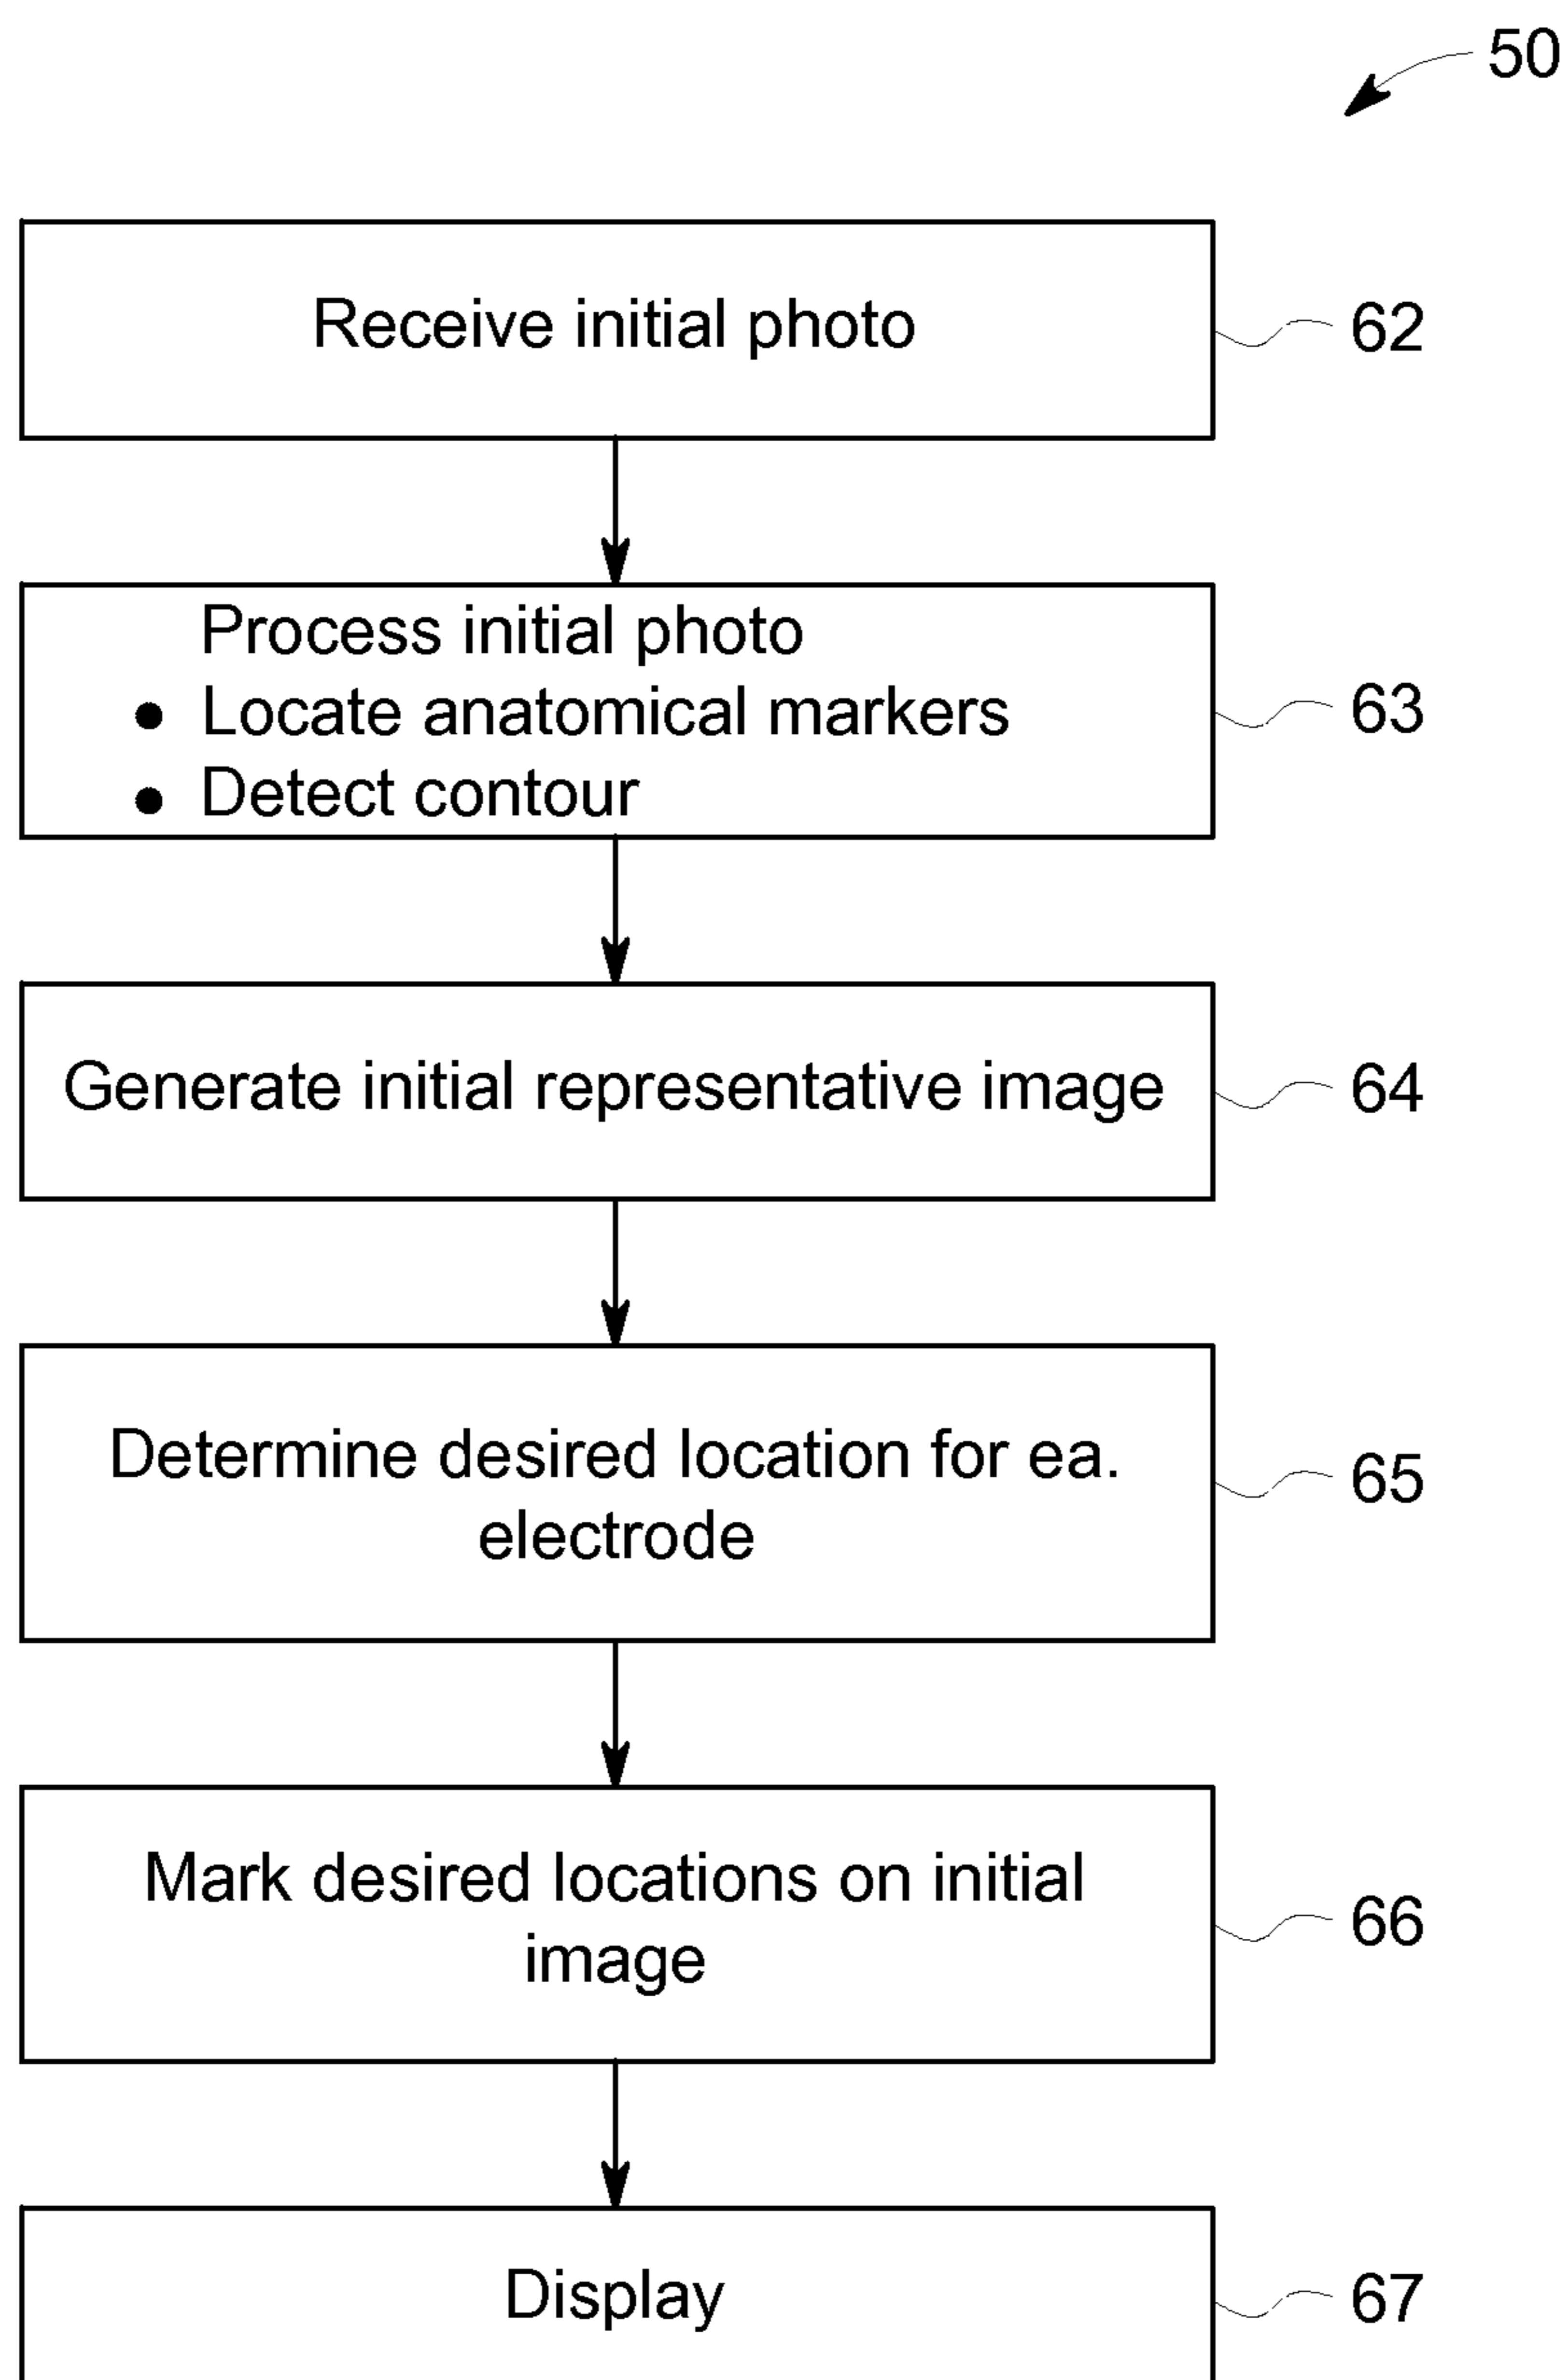 50
Receive initial photo
62
Process initial photo
● Locate anatomical markers
● Detect contour
63
Generate initial representative image
64
Determine desired location for ea.
electrode
65
Mark desired locations on initial
image
66
Display
67